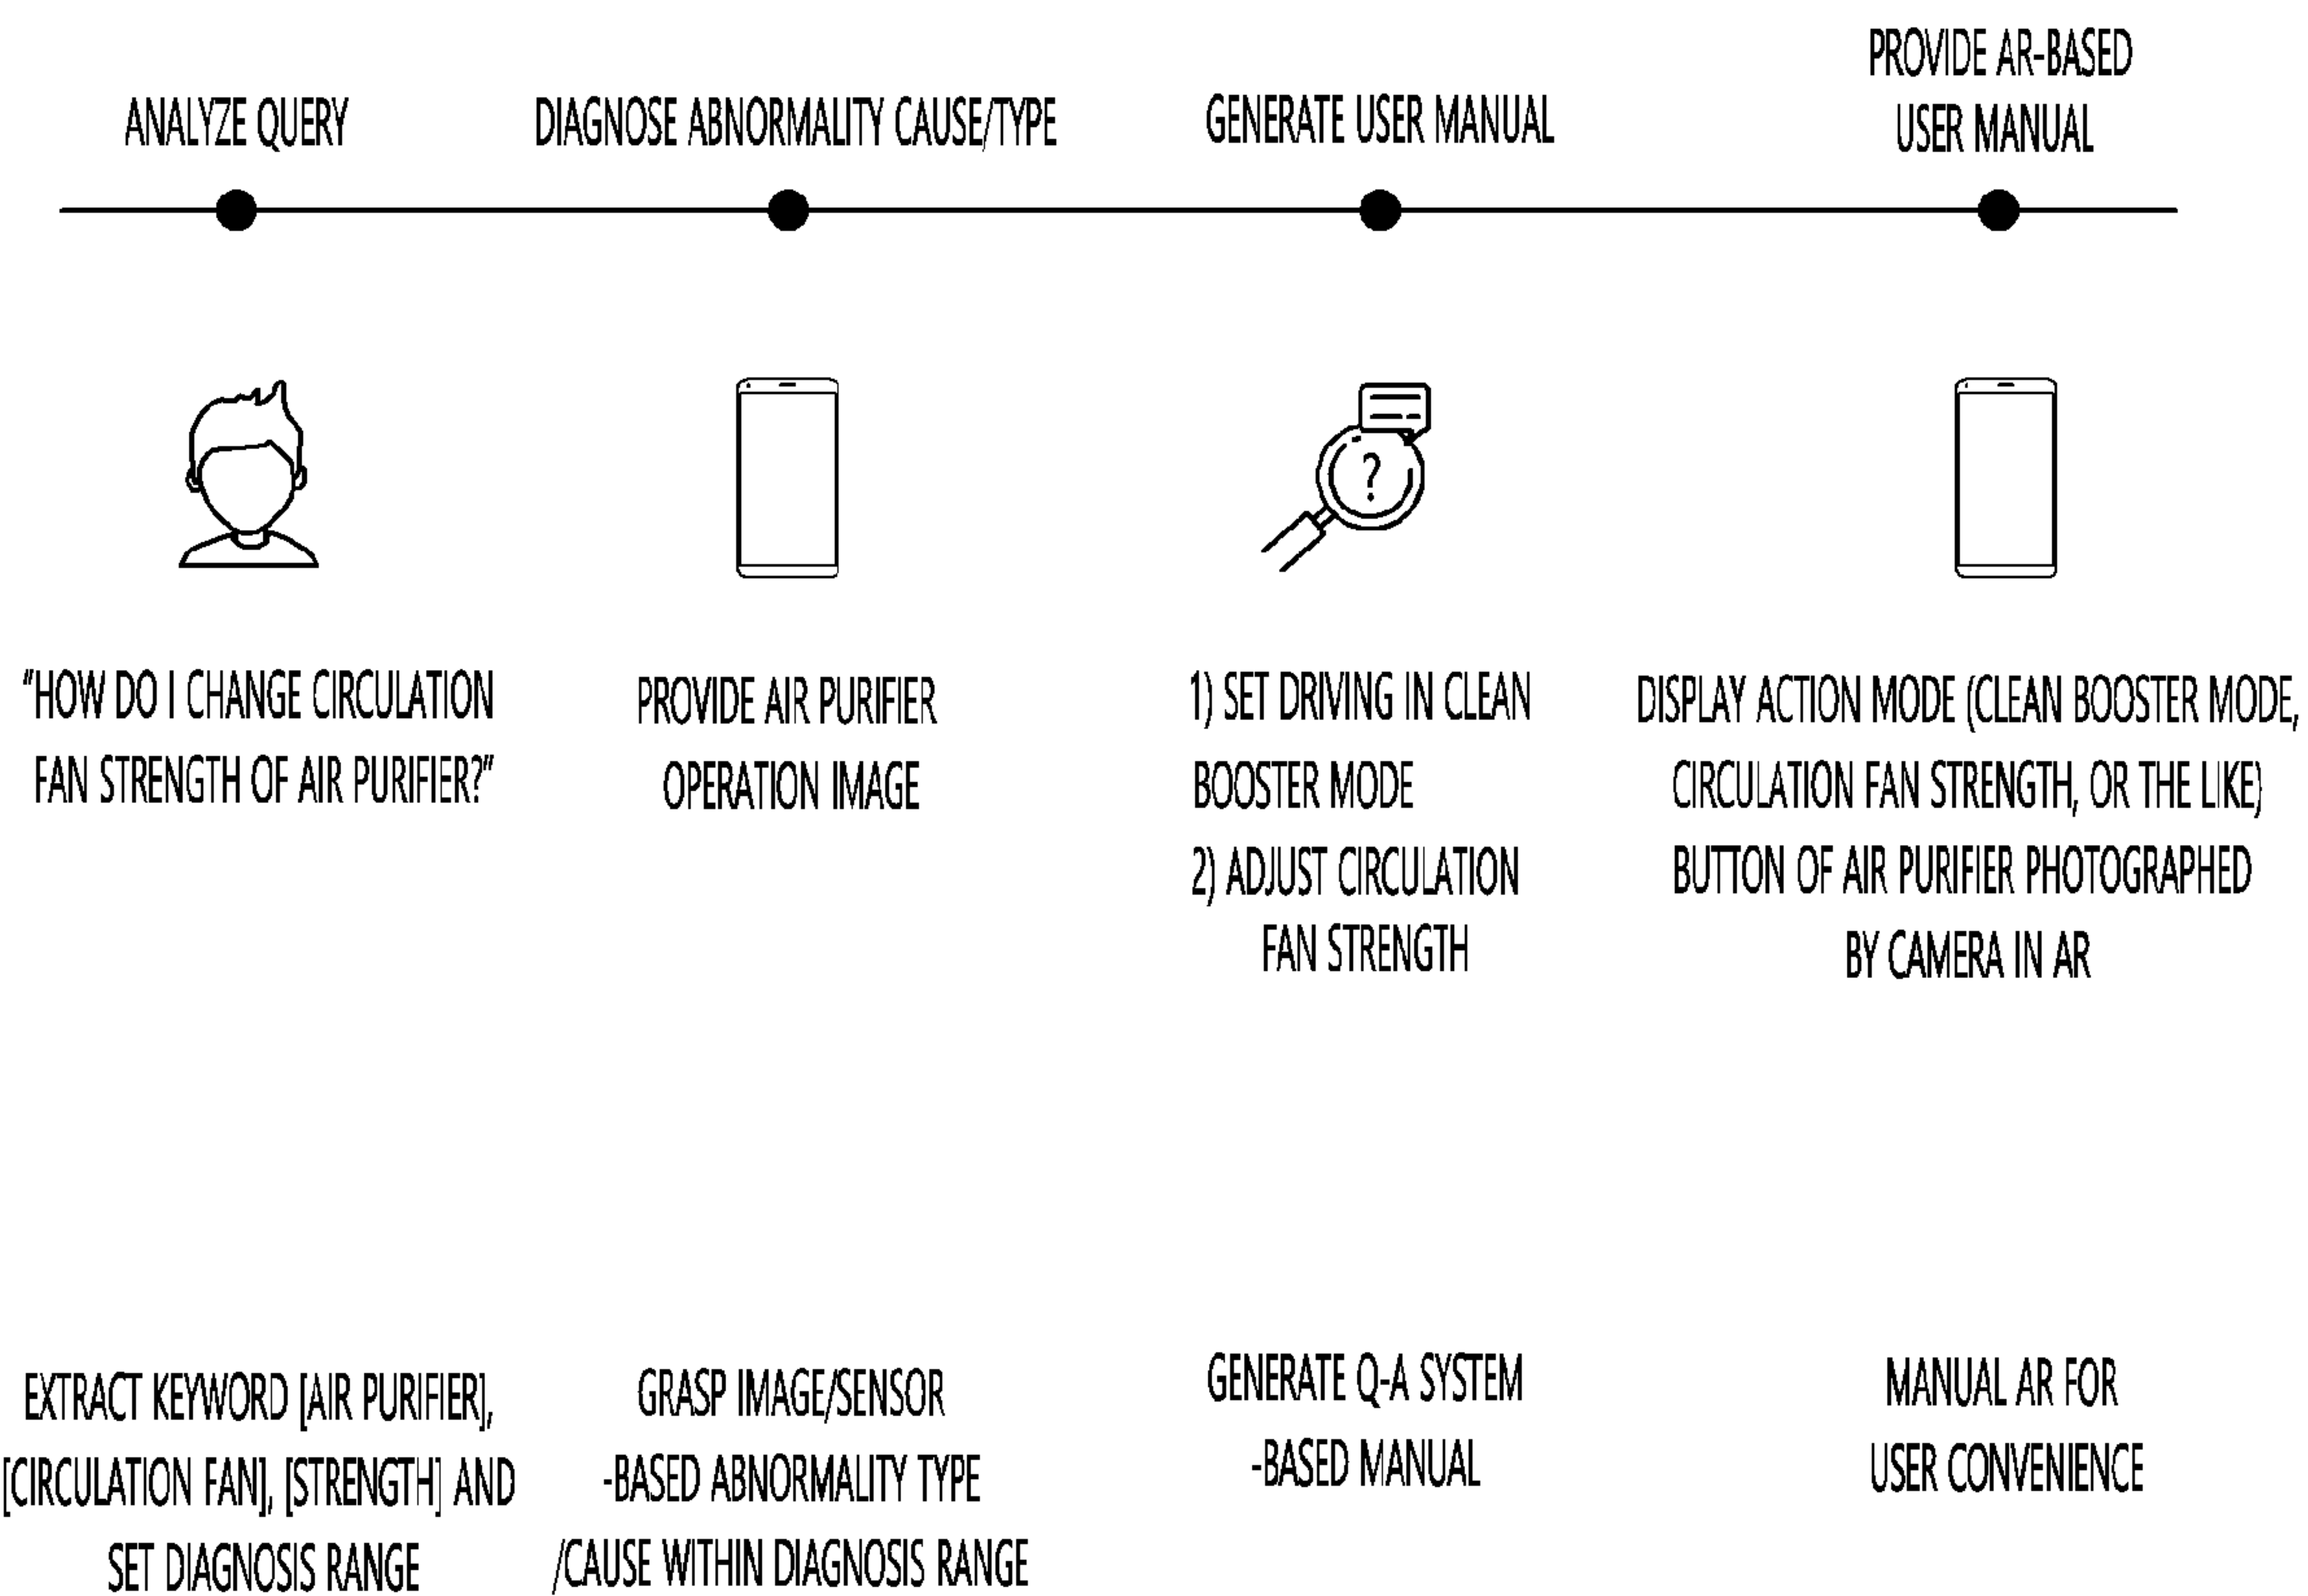 ANALYZE QUERY
DIAGNOSE ABNORMALITY CAUSE/TYPE
GENERATE USER MANUAL
PROVIDE AR-BASED
USER MANUAL
?
"HOW DO I CHANGE CIRCULATION
FAN STRENGTH OF AIR PURIFIER?"
PROVIDE AIR PURIFIER
OPERATION IMAGE
1) SET DRIVING IN CLEAN
BOOSTER MODE
2) ADJUST CIRCULATION
FAN STRENGTH
DISPLAY ACTION MODE (CLEAN BOOSTER MODE,
CIRCULATION FAN STRENGTH, OR THE LIKE)
BUTTON OF AIR PURIFIER PHOTOGRAPHED
BY CAMERA IN AR
EXTRACT KEYWORD [AIR PURIFIER],
[CIRCULATION FAN], [STRENGTH] AND
SET DIAGNOSIS RANGE
GRASP IMAGE/SENSOR
-BASED ABNORMALITY TYPE
/CAUSE WITHIN DIAGNOSIS RANGE
GENERATE Q-A SYSTEM
-BASED MANUAL
MANUAL AR FOR
USER CONVENIENCE